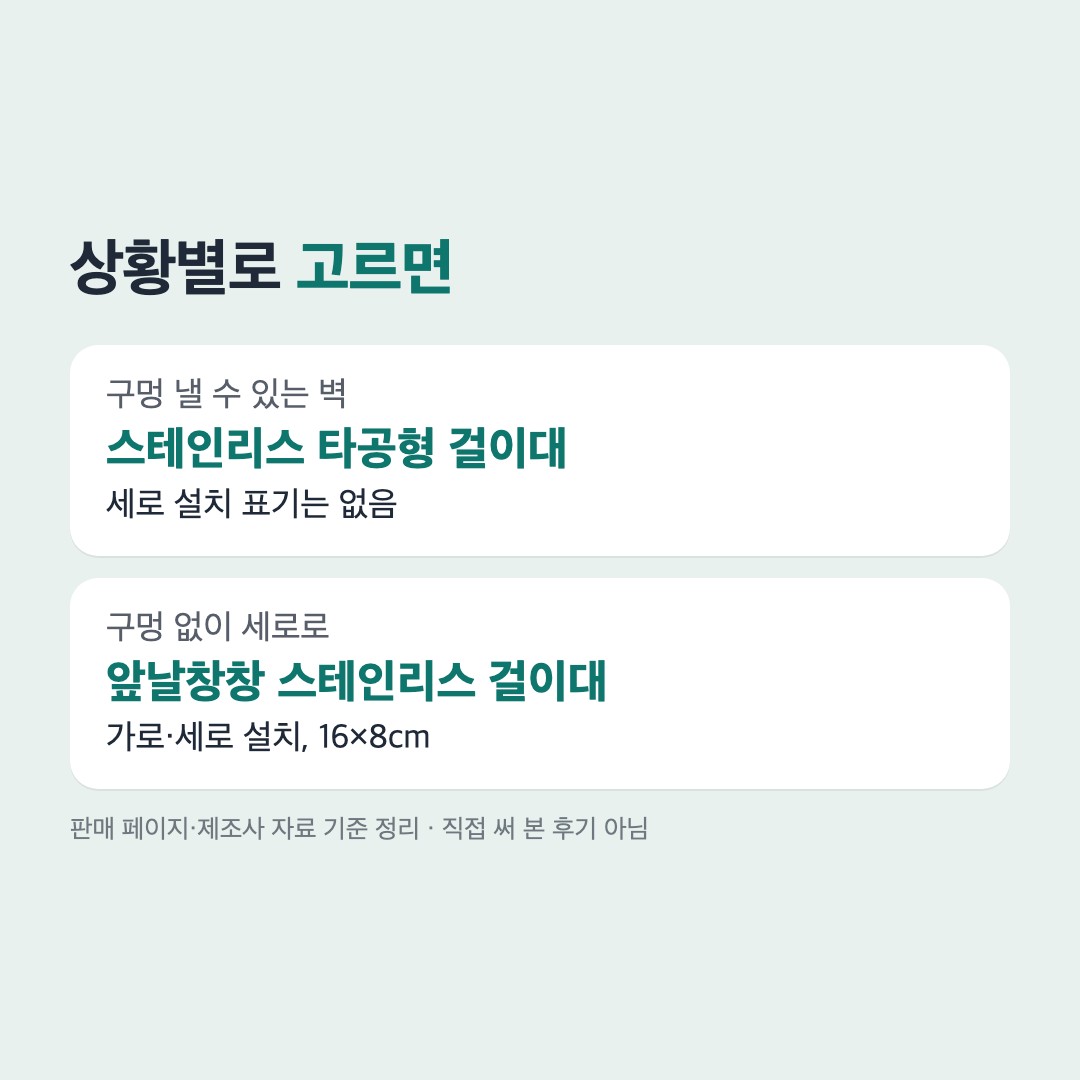 상황별로 고르면
구멍 낼 수 있는 벽
스테인리스 타공형 걸이대
세로 설치 표기는 없음
구멍 없이 세로로
앞날창창 스테인리스 걸이대
가로·세로 설치, 16×8cm
판매 페이지·제조사 자료 기준 정리 · 직접 써 본 후기 아님